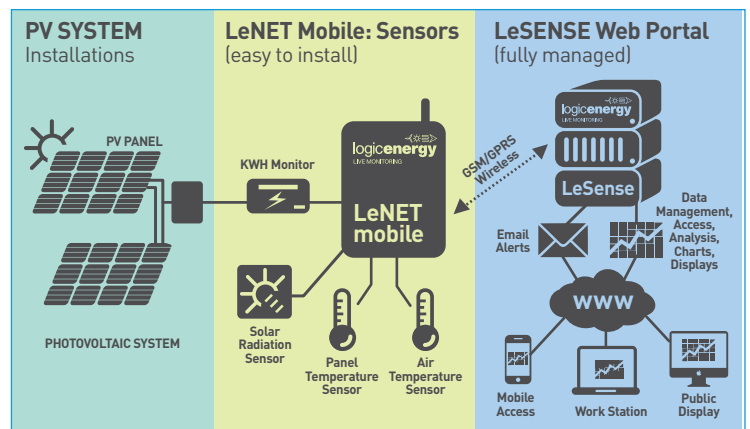 PV SYSTEM
Installations
PV PANEL
PHOTOVOLTAIC SYSTEM
LeNET Mobile: Sensors
(easy to install)
KWH Monitor
logicenergy
LIVE MONITORING
LeNET
mobile
Solar
Radiation
Sensor
Panel
Temperature
Sensor
Air
Temperature
Sensor
GSM/GPRS
Wireless
LeSENSE Web Portal
(fully managed)
logicenergy
LIVE MONITORING
LeSense
Email
Alerts
Data
Management,
Access,
Analysis,
Charts,
Displays
WWW
Mobile
Access
Work Station
Public
Display